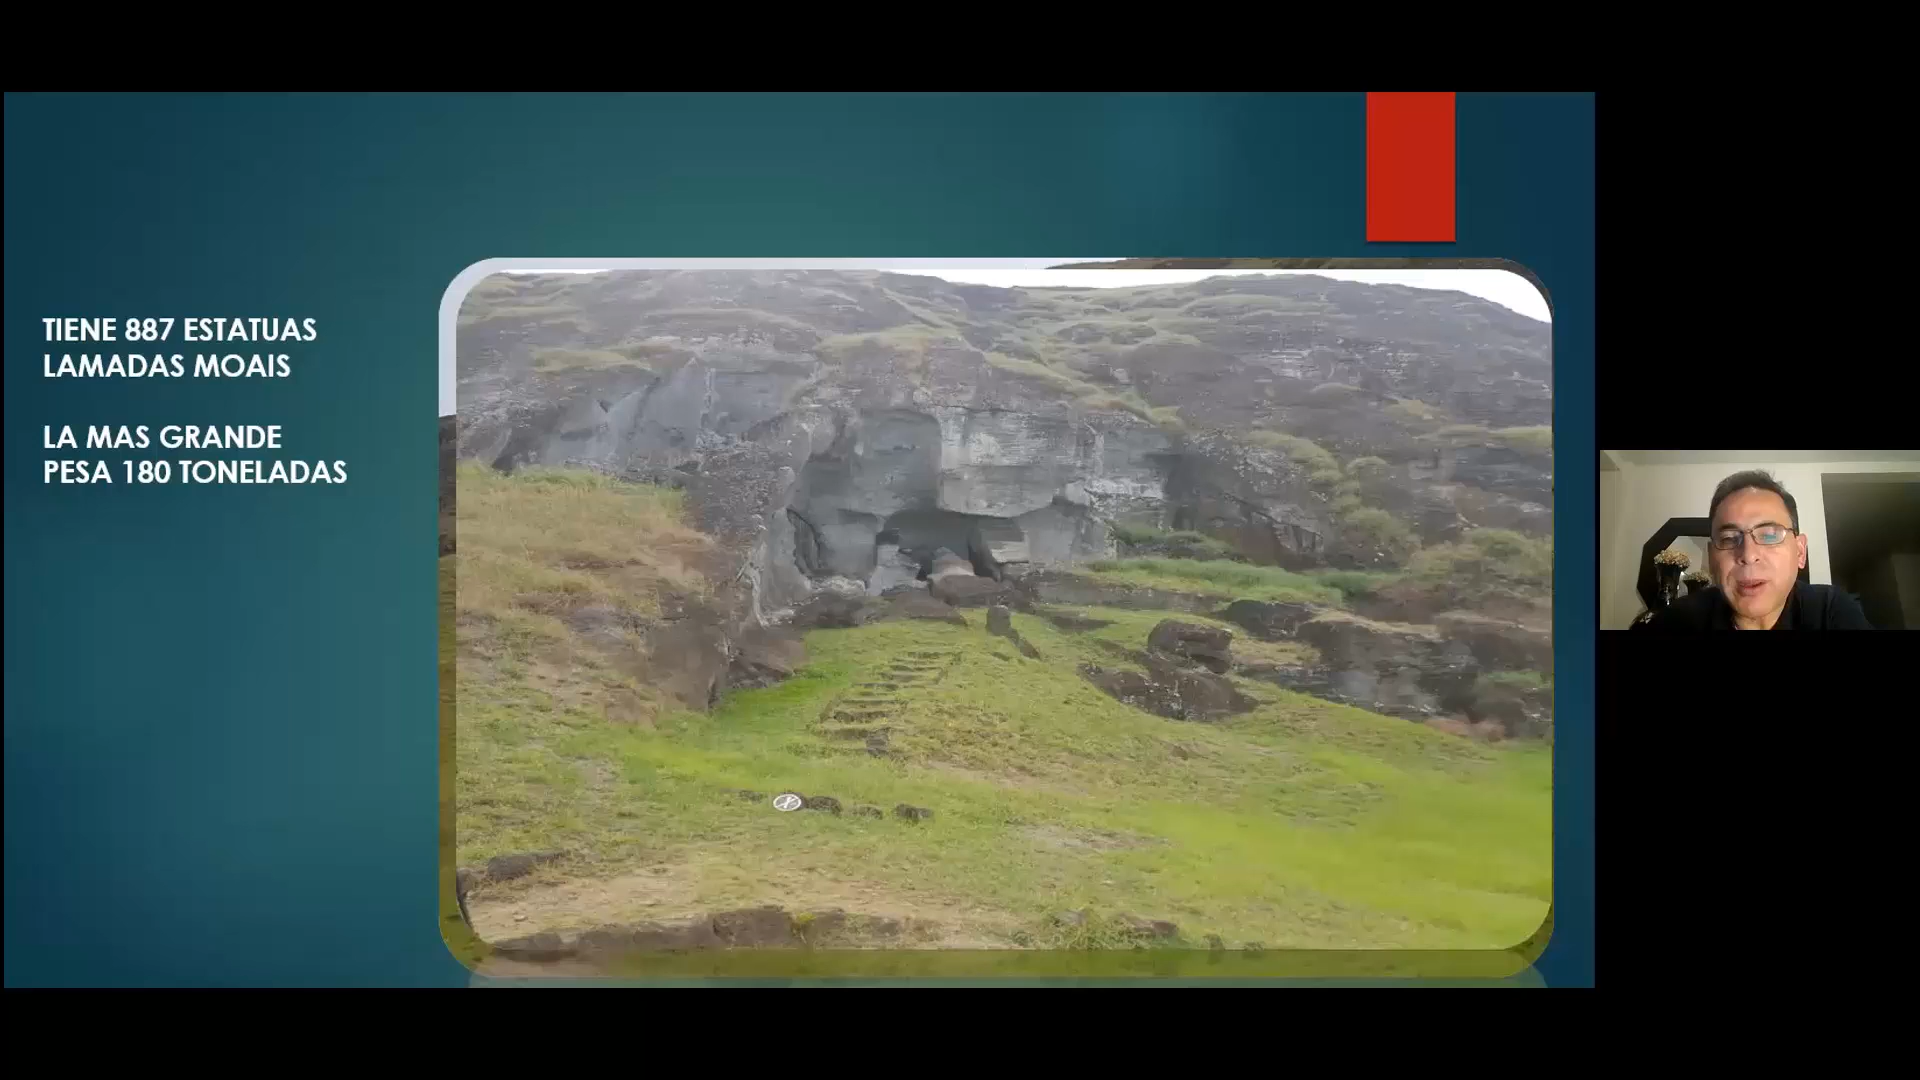 TIENE 887 ESTATUAS
LAMADAS MOAIS
LA MAS GRANDE
PESA 180 TONELADAS